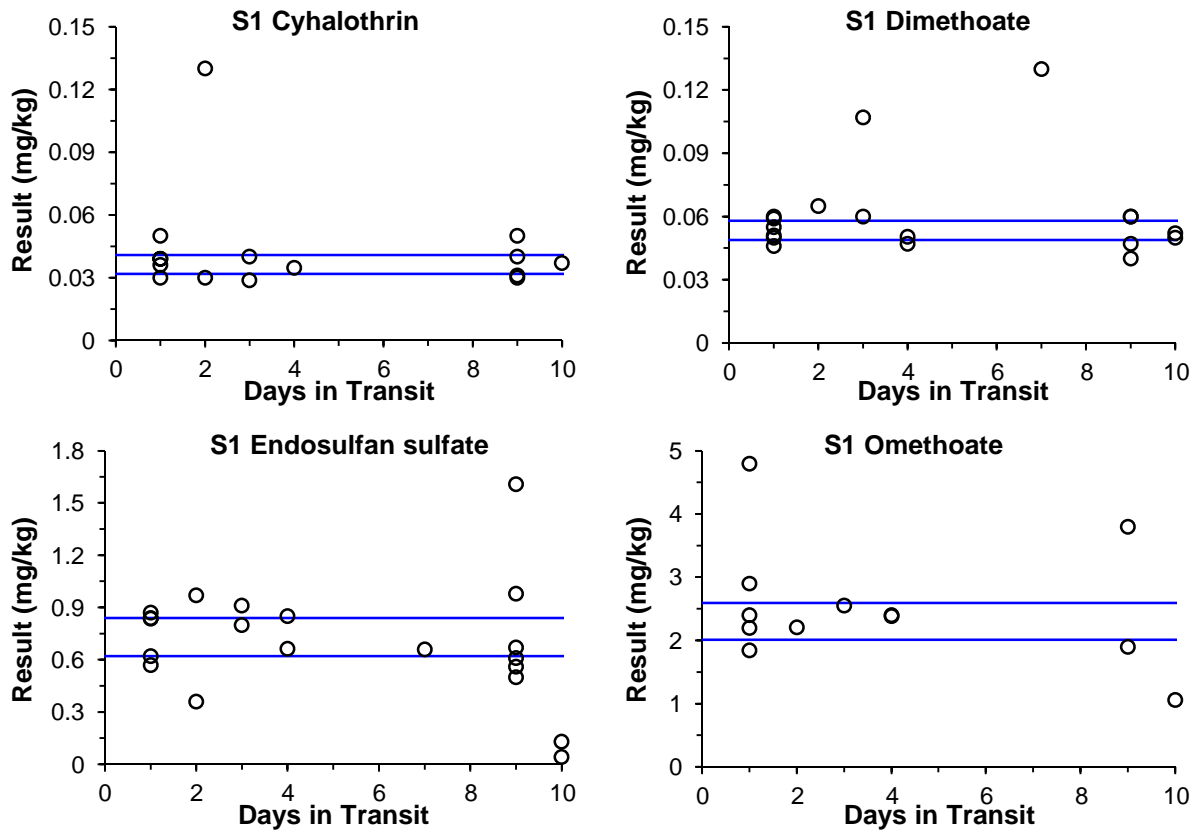 S1 Cyhalothrin
Result (mg/kg)
0.15
0.12
0.09
0.06
0.03
0
0 2 4 6 8 10
Days in Transit
S1 Dimethoate
Result (mg/kg)
0.15
0.12
0.09
0.06
0.03
0
0 2 4 6 8 10
Days in Transit
S1 Endosulfan sulfate
Result (mg/kg)
1.8
1.5
1.2
0.9
0.6
0.3
0
0 2 4 6 8 10
Days in Transit
S1 Omethoate
Result (mg/kg)
5
4
3
2
1
0
0 2 4 6 8 10
Days in Transit